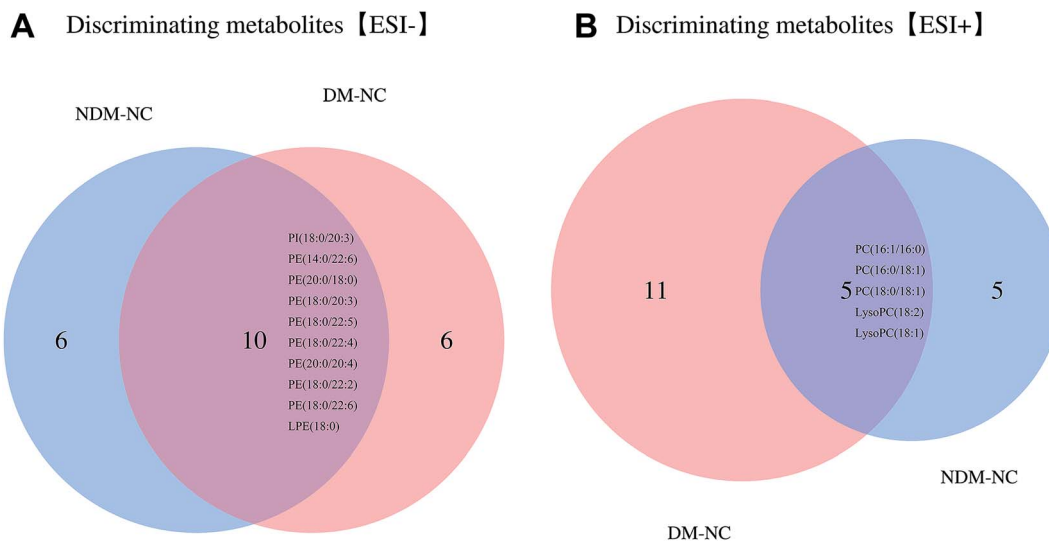 A Discriminating metabolites【ESI-】
NDM-NC
DM-NC
6
10
PI(18:0/20:3)
PE(14:0/22:6)
PE(20:0/18:0)
PE(18:0/20:3)
PE(18:0/22:5)
PE(18:0/22:4)
PE(20:0/20:4)
PE(18:0/22:2)
PE(18:0/22:6)
LPE(18:0)
6
B Discriminating metabolites【ESI+】
11
5
PC(16:1/16:0)
PC(16:0/18:1)
PC(18:0/18:1)
LysoPC(18:2)
LysoPC(18:1)
5
NDM-NC
DM-NC